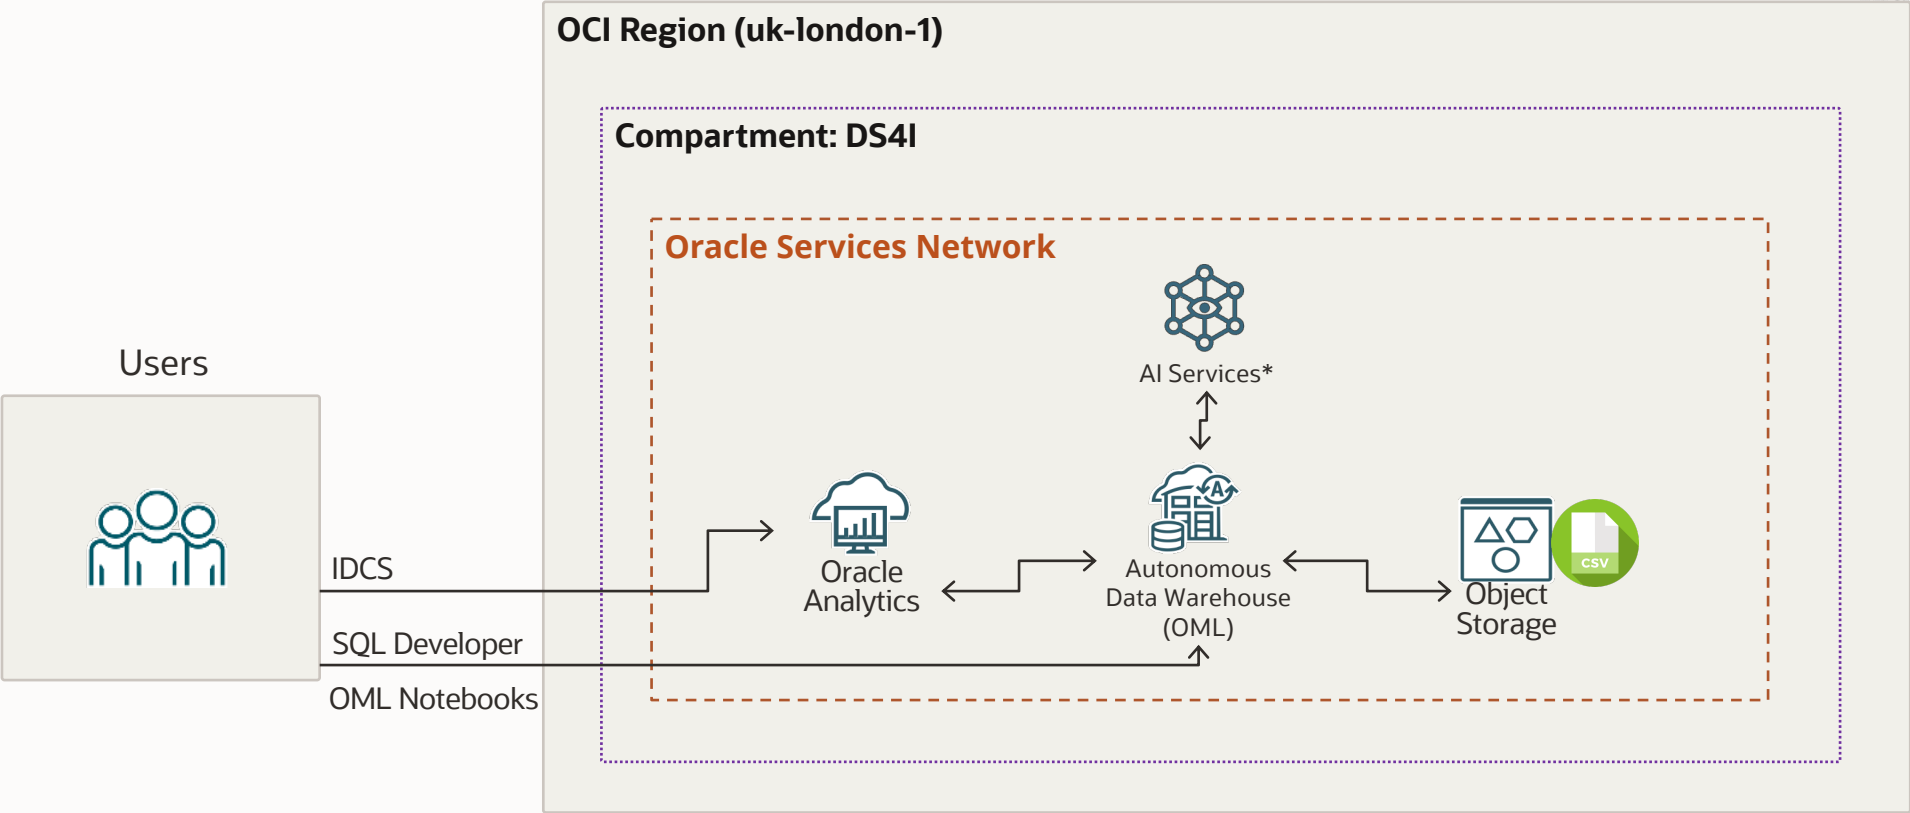 OCI Region (uk-london-1)
Compartment: DS4I
Oracle Services Network
AI Services*
Users
IDCS
SQL Developer
OML Notebooks
Oracle
Analytics
A
Autonomous
Data Warehouse
(OML)
CSV
Object
Storage